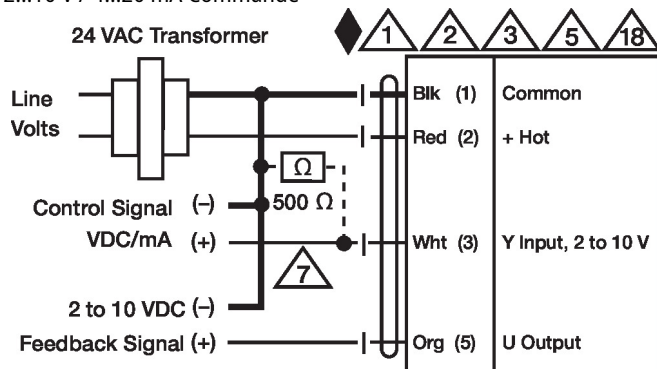 24 VAC Transformer
1 2 3 5 18
Line
Volts
Blk (1) Common
Red (2) + Hot
Ω
500 Ω
Control Signal (–)
VDC/mA (+)
Wht (3) Y Input, 2 to 10 V
7
2 to 10 VDC (–)
Feedback Signal (+)
Org (5) U Output